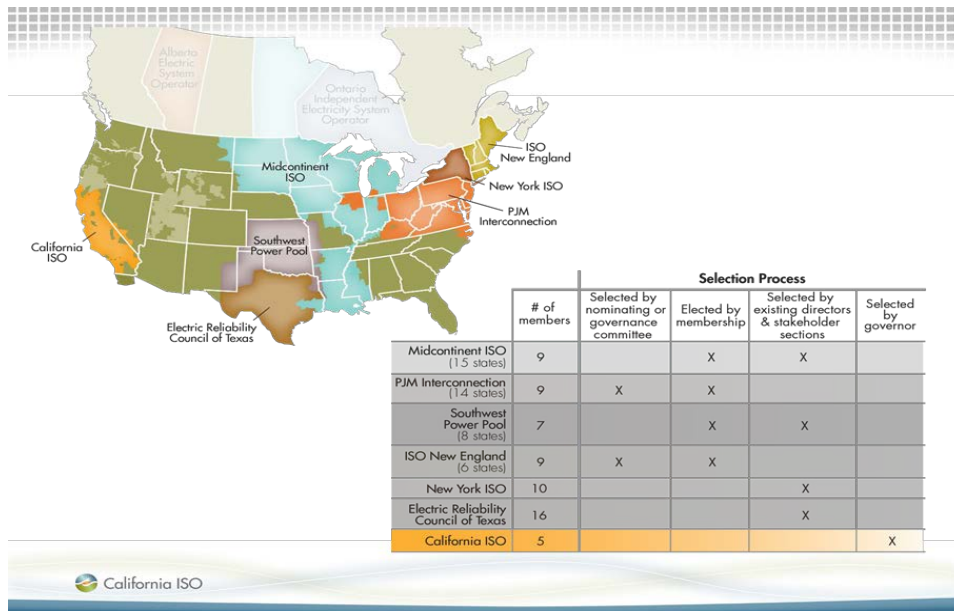 Alberta
Electric
System
Operator
Ontario
Independent
Electricity System
Operator
Midcontinent
ISO
ISO
New England
New York ISO
PJM
Interconnection
California
ISO
Southwest
Power Pool
Electric Reliability
Council of Texas
Selection Process
# of
members
Selected by
nominating or
governance
committee
Elected by
membership
Selected by
existing directors
& stakeholder
sections
Selected
by
governor
Midcontinent ISO
(15 states)
9 X X
PJM Interconnection
(14 states)
9 X X
Southwest
Power Pool
(8 states)
7 X X
ISO New England
(6 states)
9 X X
New York ISO 10 X
Electric Reliability
Council of Texas
16 X
California ISO 5 X
California ISO